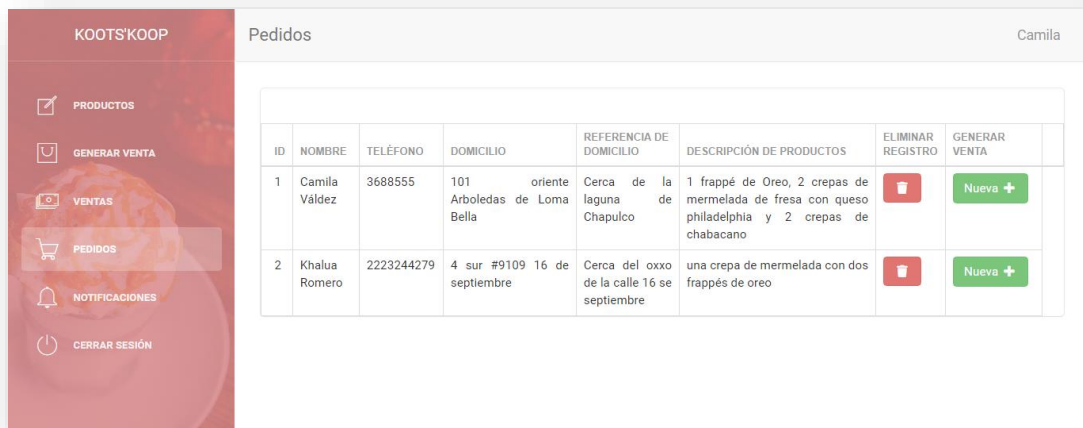 KOOTS'KOOP
PRODUCTOS
GENERAR VENTA
VENTAS
PEDIDOS
NOTIFICACIONES
CERRAR SESIÓN
Pedidos
Camila
ID NOMBRE TELÉFONO DOMICILIO REFERENCIA DE DOMICILIO DESCRIPCIÓN DE PRODUCTOS ELIMINAR REGISTRO GENERAR VENTA
1 Camila Váldez 3688555 101 oriente Arboledas de Loma Bella Cerca de la laguna de Chapulco 1 frappé de Oreo, 2 crepas de mermelada de fresa con queso philadelphia y 2 crepas de chabacano Nueva +
2 Khalua Romero 2223244279 4 sur #9109 16 de septiembre Cerca del oxxo de la calle 16 se septiembre una crepa de mermelada con dos frappés de oreo Nueva +